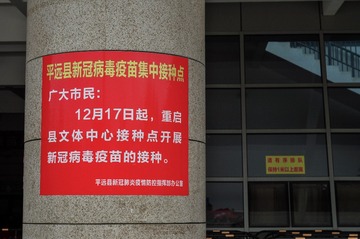 平远县新冠病毒疫苗集中接种点
广大市民：
12月17日起，重启
县文体中心接种点开展
新冠病毒疫苗的接种。
平远县新冠肺炎疫情防控指挥部办公室